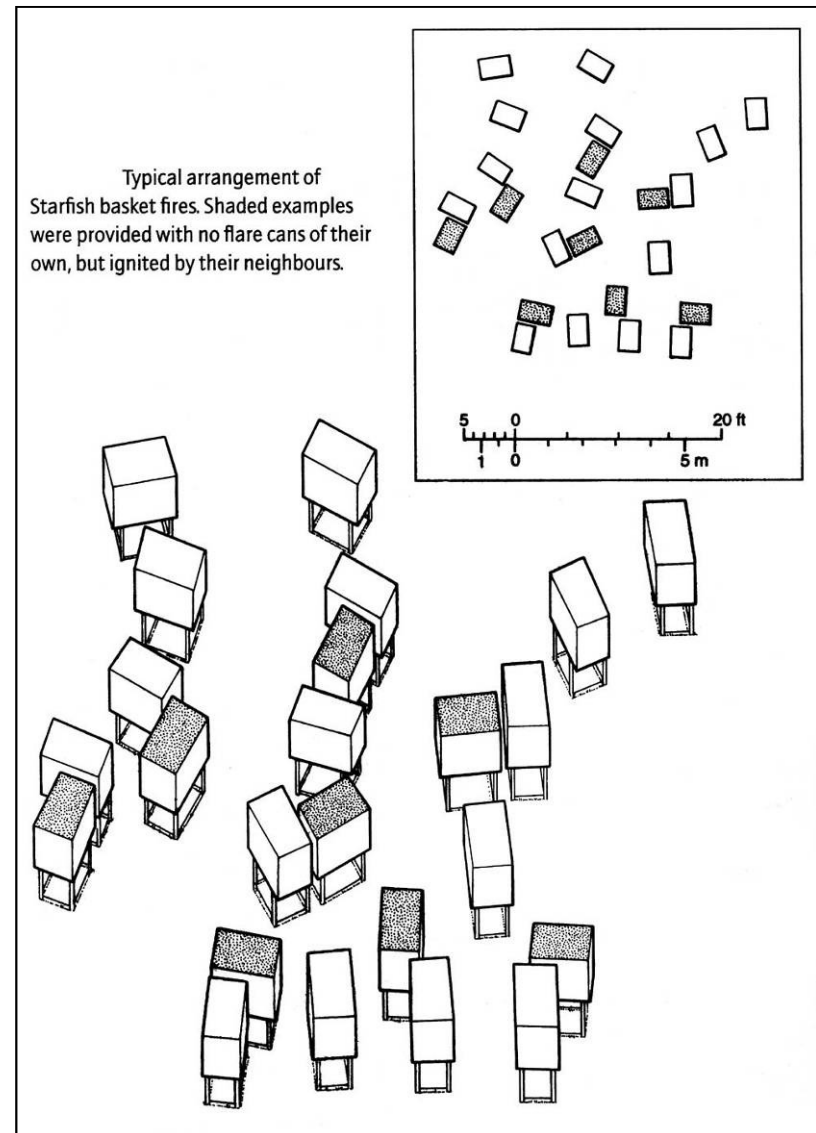 Typical arrangement of
Starfish basket fires. Shaded examples
were provided with no flare cans of their
own, but ignited by their neighbours.
5 0 20 ft
1 0 5 m